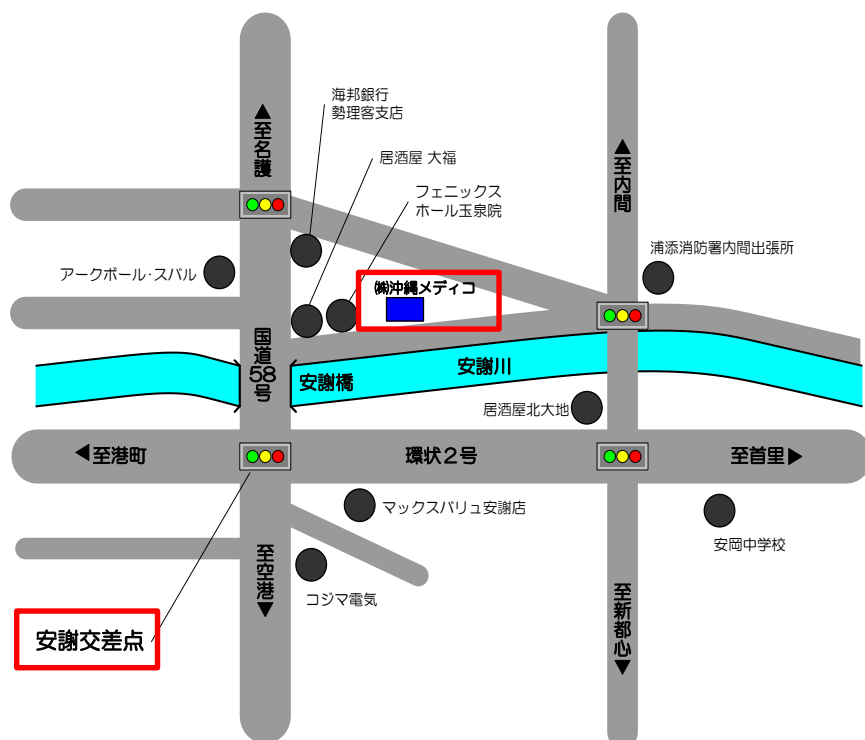 海邦銀行
勢理客支店
▲至名護
居酒屋 大福
▲至内間
フェニックス
ホール玉泉院
浦添消防署内間出張所
アークボール・スバル
㈱沖縄メディコ
国道58号
安謝橋
安謝川
居酒屋北大地
◀至港町
環状２号
至首里▶
マックスバリュ安謝店
安岡中学校
至空港▼
コジマ電気
至新都心▼
安謝交差点